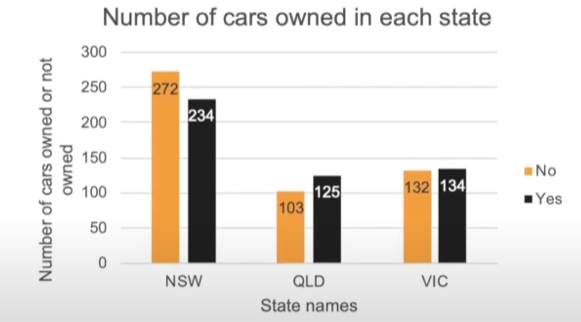 Number of cars owned in each state
Number of cars owned or not
owned
300
250
200
150
100
50
0
272
234
103
125
132
134
NSW
QLD
VIC
State names
No
Yes